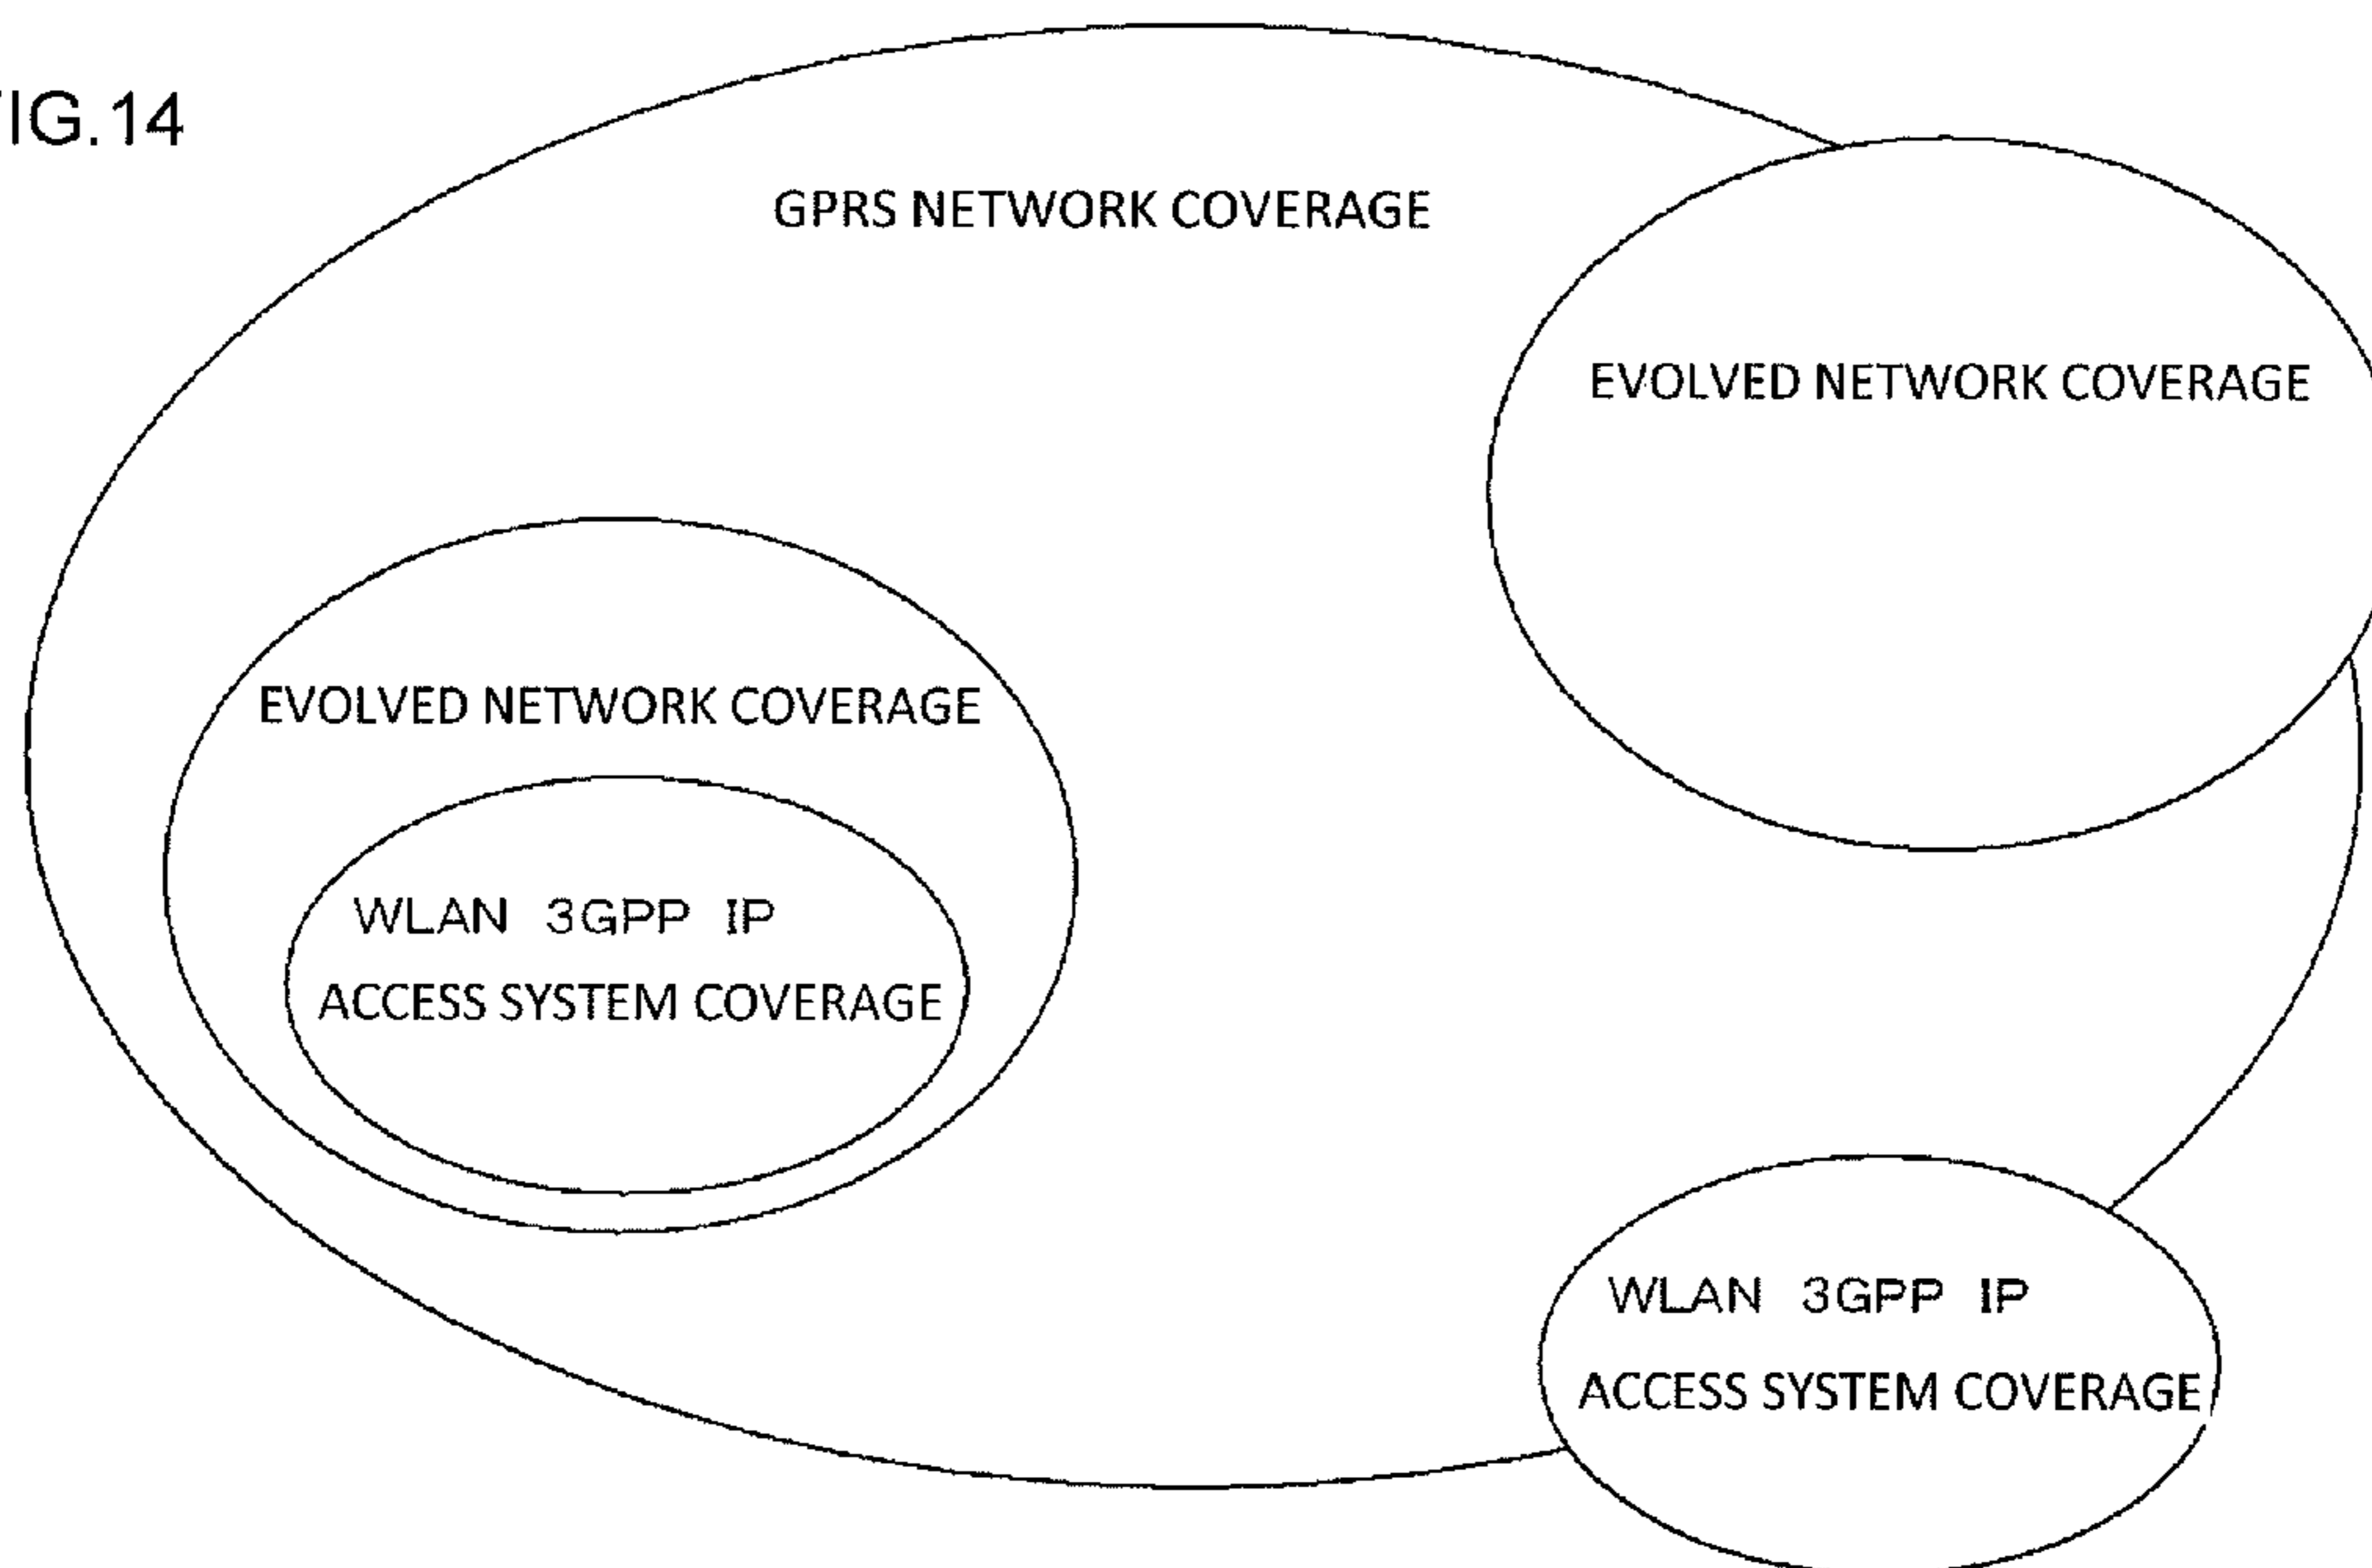 FIG.14
GPRS NETWORK COVERAGE
EVOLVED NETWORK COVERAGE
EVOLVED NETWORK COVERAGE
WLAN 3GPP IP
ACCESS SYSTEM COVERAGE
WLAN 3GPP IP
ACCESS SYSTEM COVERAGE